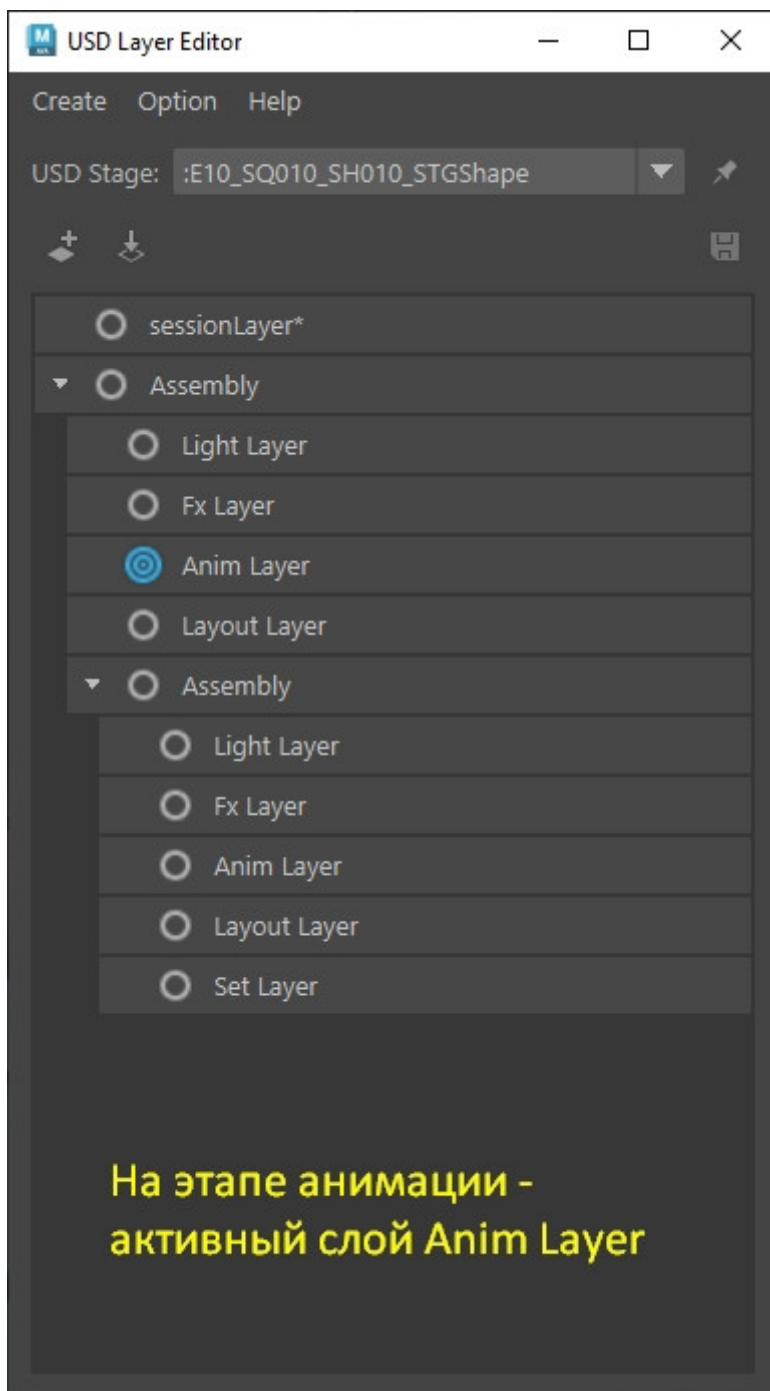 USD Layer Editor
Create Option Help
USD Stage: :E10_SQ010_SH010_STGShape
sessionLayer*
Assembly
Light Layer
Fx Layer
Anim Layer
Layout Layer
Assembly
Light Layer
Fx Layer
Anim Layer
Layout Layer
Set Layer
На этапе анимации -
активный слой Anim Layer